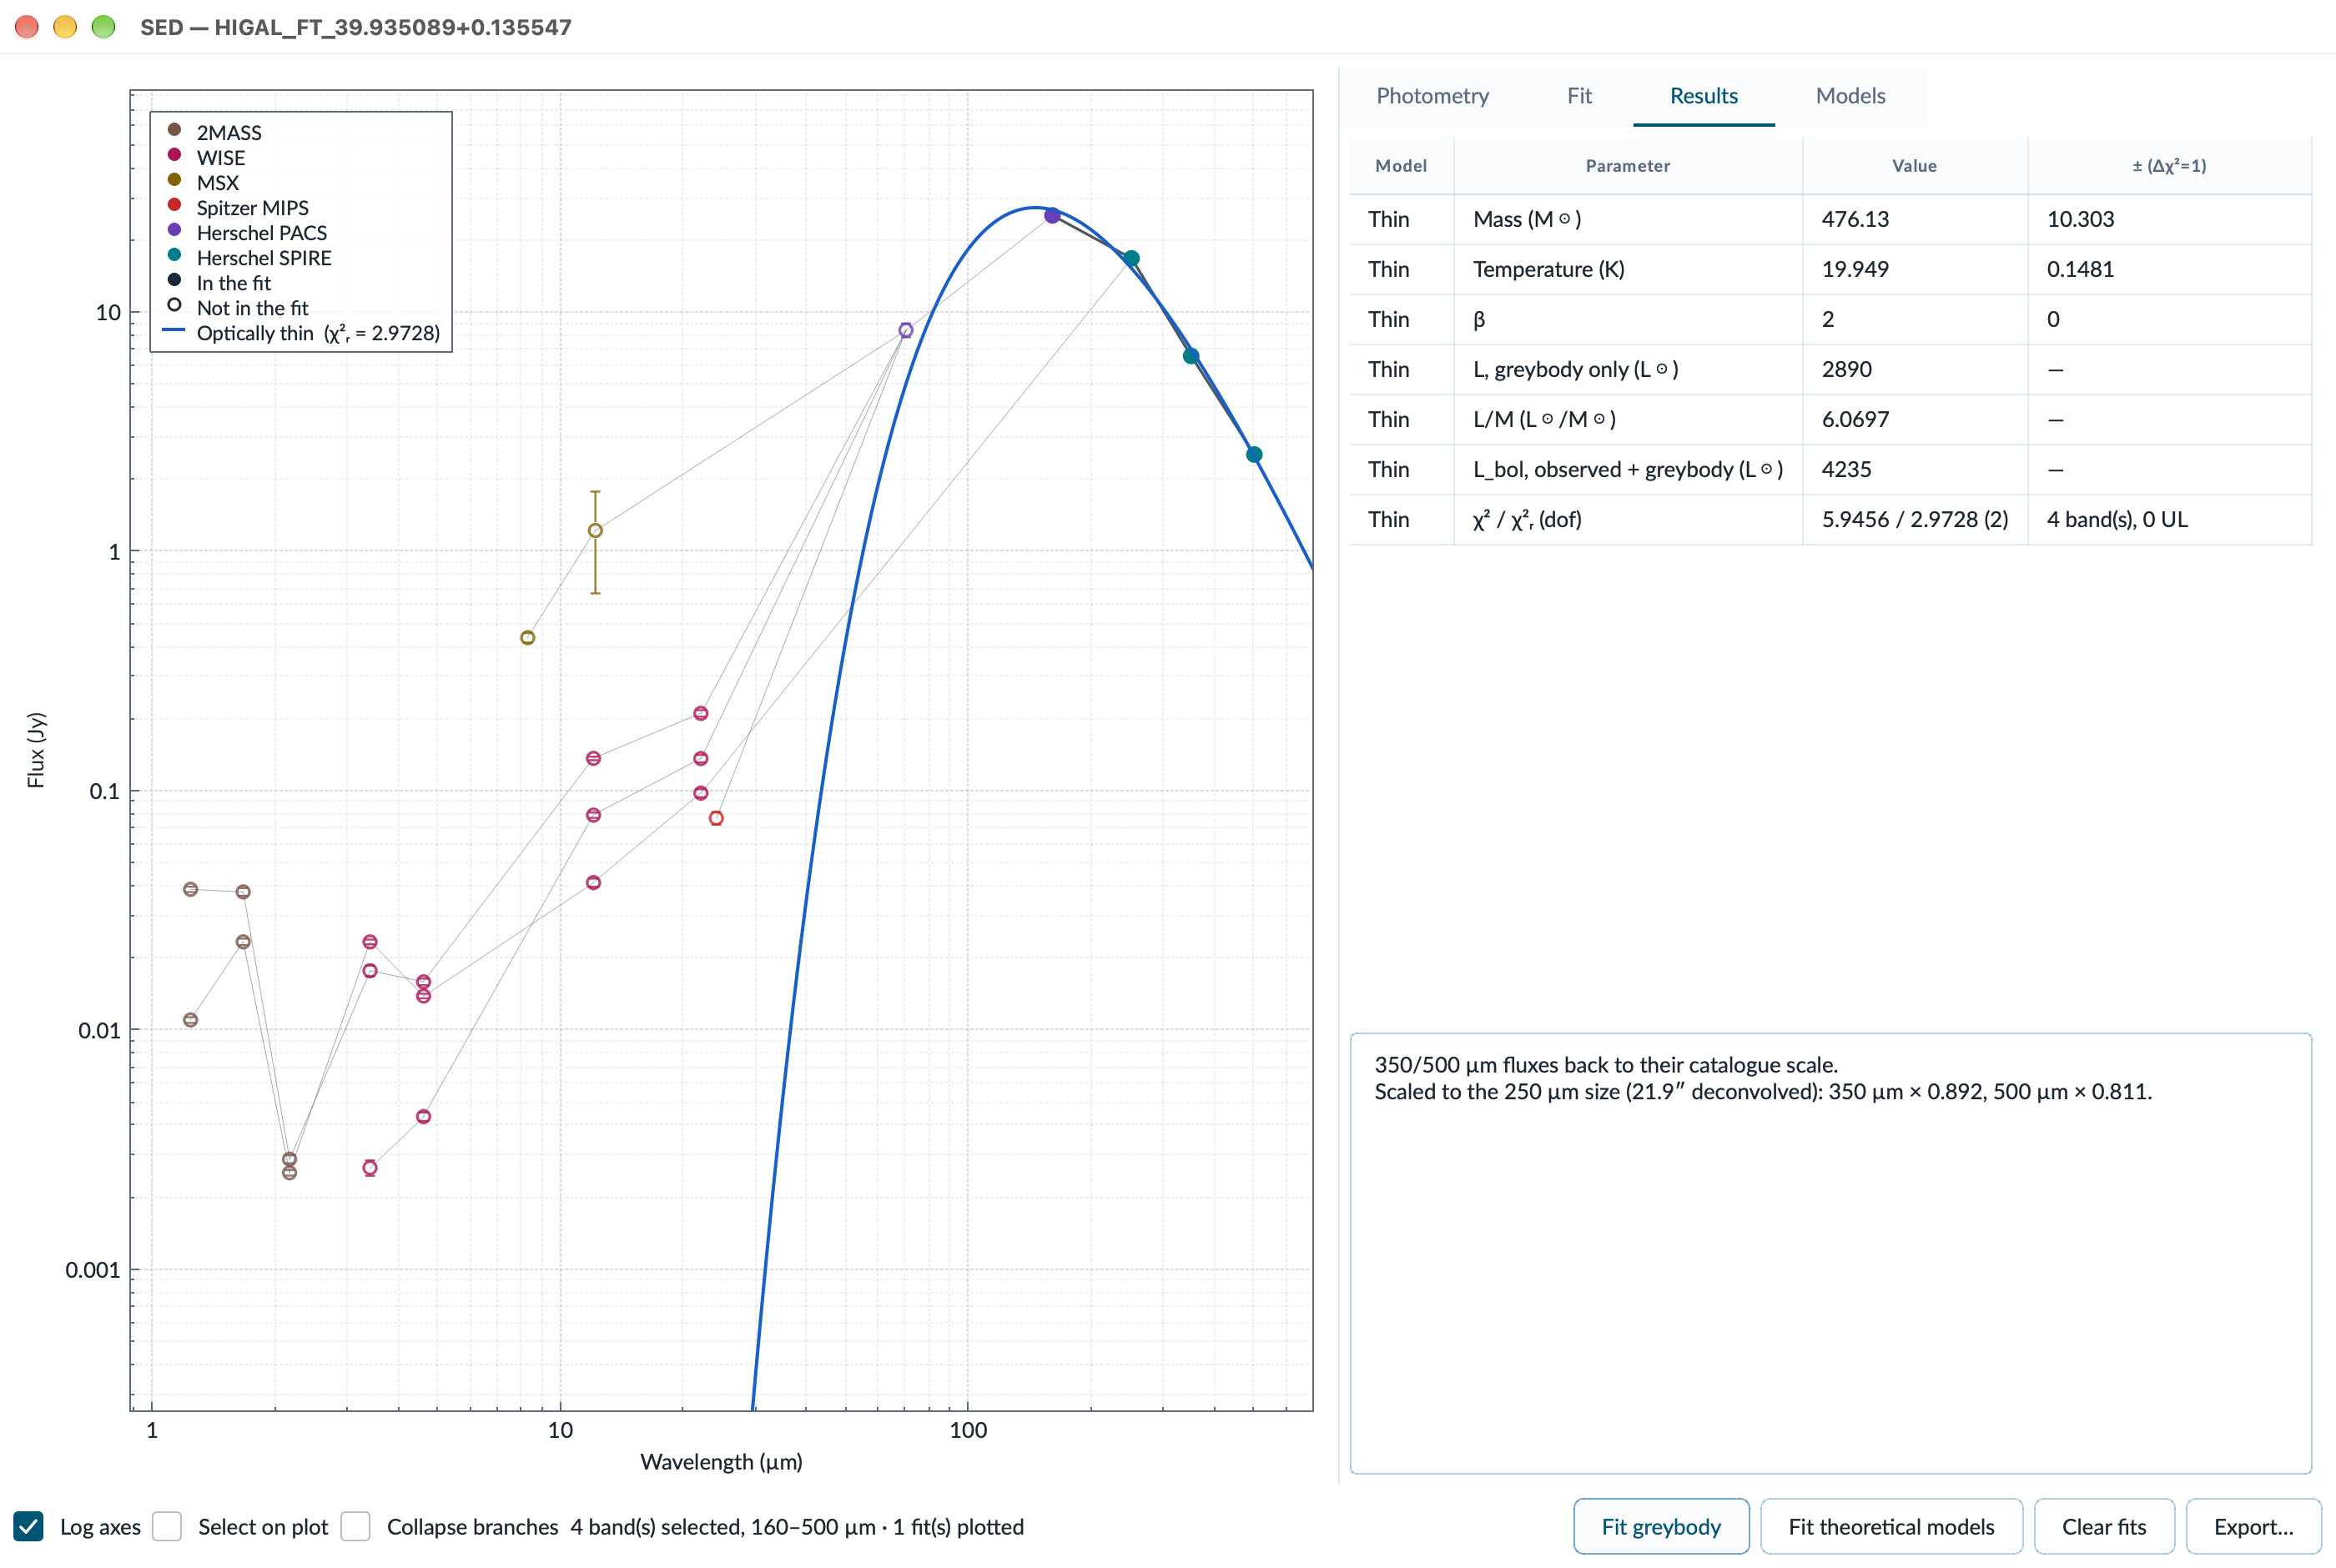 SED — HIGAL_FT_39.935089+0.135547
2MASS
WISE
MSX
Spitzer MIPS
Herschel PACS
Herschel SPIRE
In the fit
Not in the fit
Optically thin (χ²ᵣ = 2.9728)
10
1
0.1
0.01
0.001
Flux (Jy)
1 10 100
Wavelength (μm)
Photometry Fit Results Models
Model Parameter Value ± (Δχ²=1)
Thin Mass (M☉) 476.13 10.303
Thin Temperature (K) 19.949 0.1481
Thin β 2 0
Thin L, greybody only (L☉) 2890 —
Thin L/M (L☉/M☉) 6.0697 —
Thin L_bol, observed + greybody (L☉) 4235 —
Thin χ² / χ²ᵣ (dof) 5.9456 / 2.9728 (2) 4 band(s), 0 UL
350/500 μm fluxes back to their catalogue scale.
Scaled to the 250 μm size (21.9″ deconvolved): 350 μm × 0.892, 500 μm × 0.811.
Log axes Select on plot Collapse branches 4 band(s) selected, 160–500 μm · 1 fit(s) plotted
Fit greybody Fit theoretical models Clear fits Export...